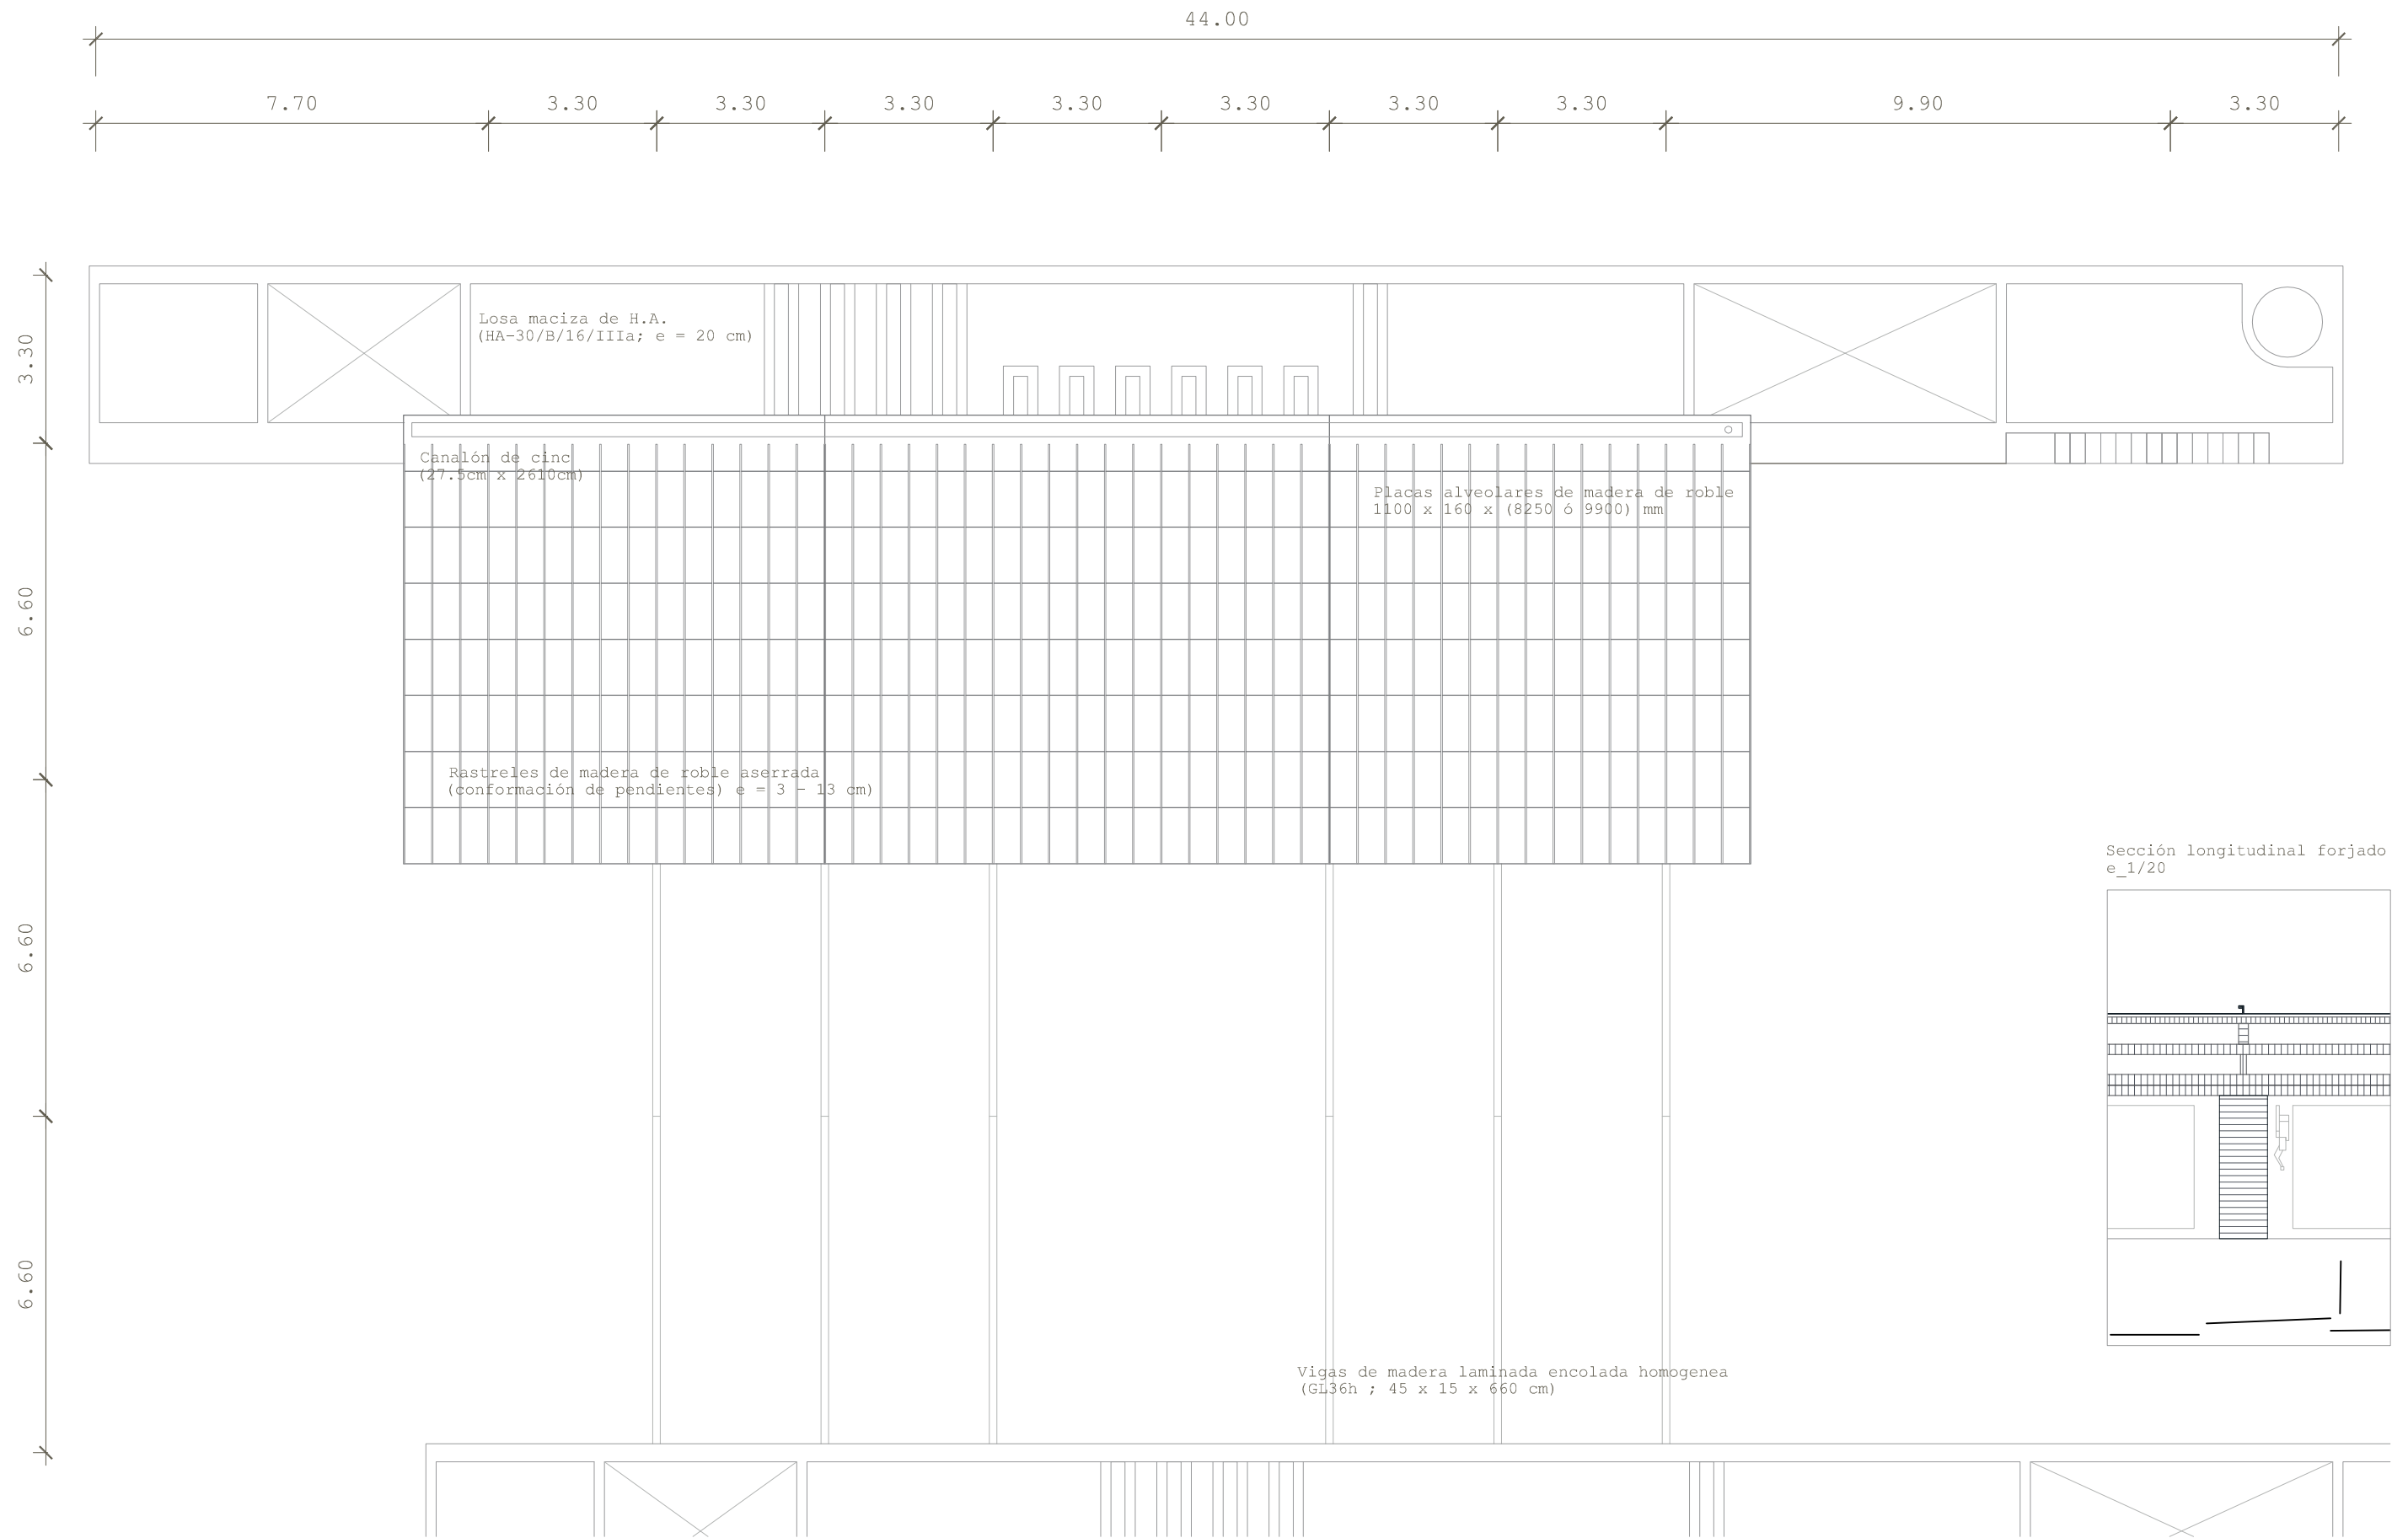 44.00
7.70 3.30 3.30 3.30 3.30 3.30 3.30 3.30 9.90 3.30
3.30
6.60
6.60
6.60
Losa maciza de H.A.
(HA-30/B/16/IIIa; e = 20 cm)
Canalón de cinc
(27.5cm x 2610cm)
Placas alveolares de madera de roble
1100 x 160 x (8250 ó 9900) mm
Rastreles de madera de roble aserrada
(conformación de pendientes) e = 3 - 13 cm)
Sección longitudinal forjado
e_1/20
Vigas de madera laminada encolada homogenea
(GL36h ; 45 x 15 x 660 cm)